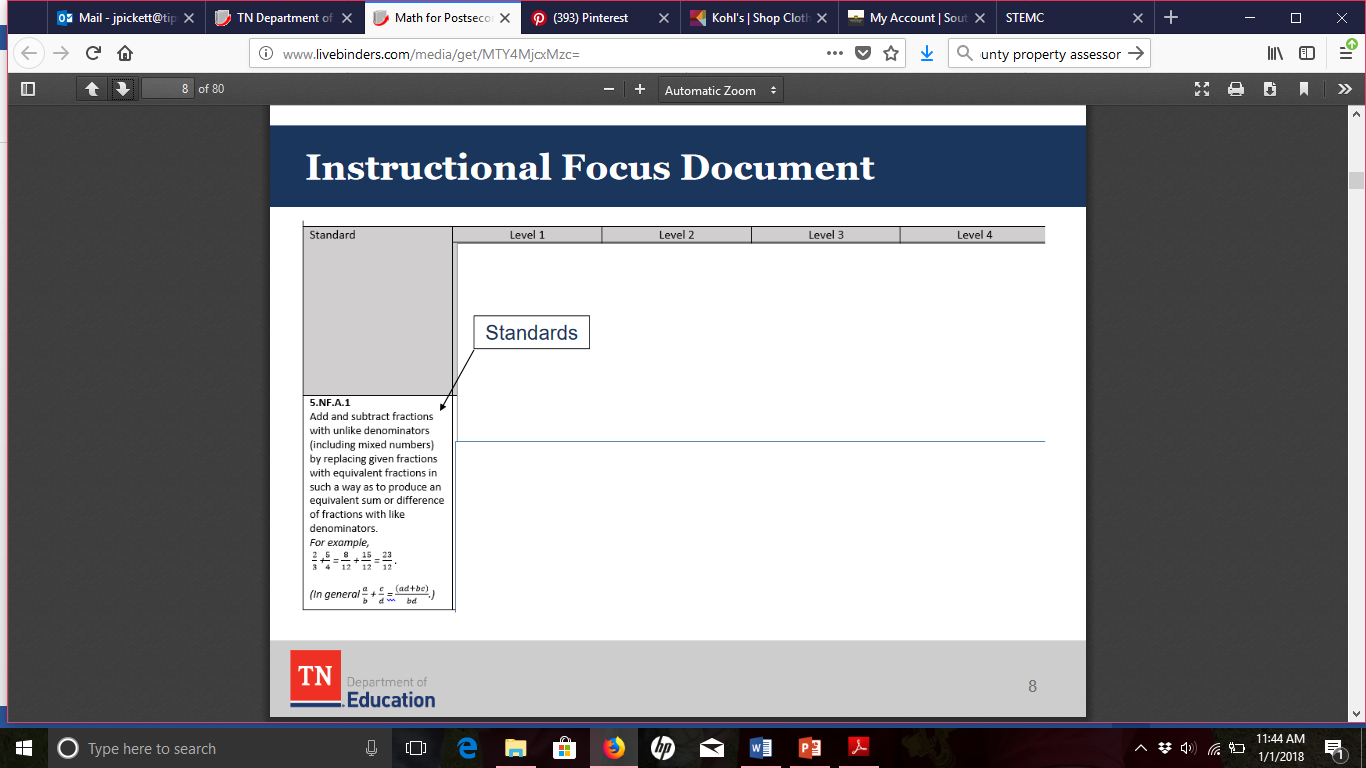 Mail - jpickett@tip
TN Department of
Math for Postsecon
(393) Pinterest
Kohl's | Shop Cloth
My Account | Sout
STEMC
www.livebinders.com/media/get/MTY4MjcxMzc=
unty property assessor
8 of 80
Automatic Zoom
Instructional Focus Document
Standard Level 1 Level 2 Level 3 Level 4
Standards
5.NF.A.1
Add and subtract fractions
with unlike denominators
(including mixed numbers)
by replacing given fractions
with equivalent fractions in
such a way as to produce an
equivalent sum or difference
of fractions with like
denominators.
For example,
2/3 + 5/4 = 8/12 + 15/12 = 23/12.
(In general a/b + c/d = (ad+bc)/bd.)
TN
Department of
Education
8
Type here to search
11:44 AM
1/1/2018
1